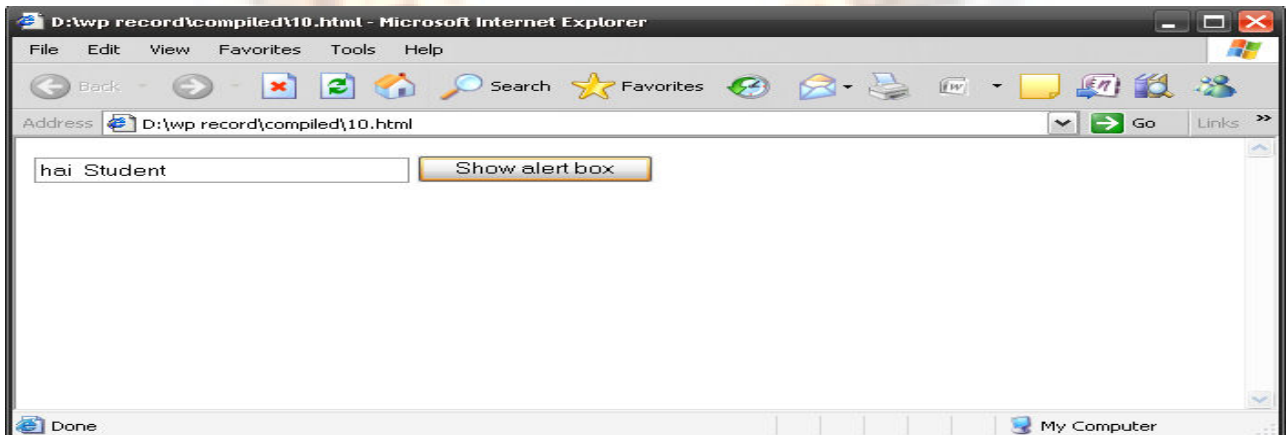 D:\wp record\compiled\10.html - Microsoft Internet Explorer
File Edit View Favorites Tools Help
Back Search Favorites
Address D:\wp record\compiled\10.html Go Links »
hai Student Show alert box
Done My Computer